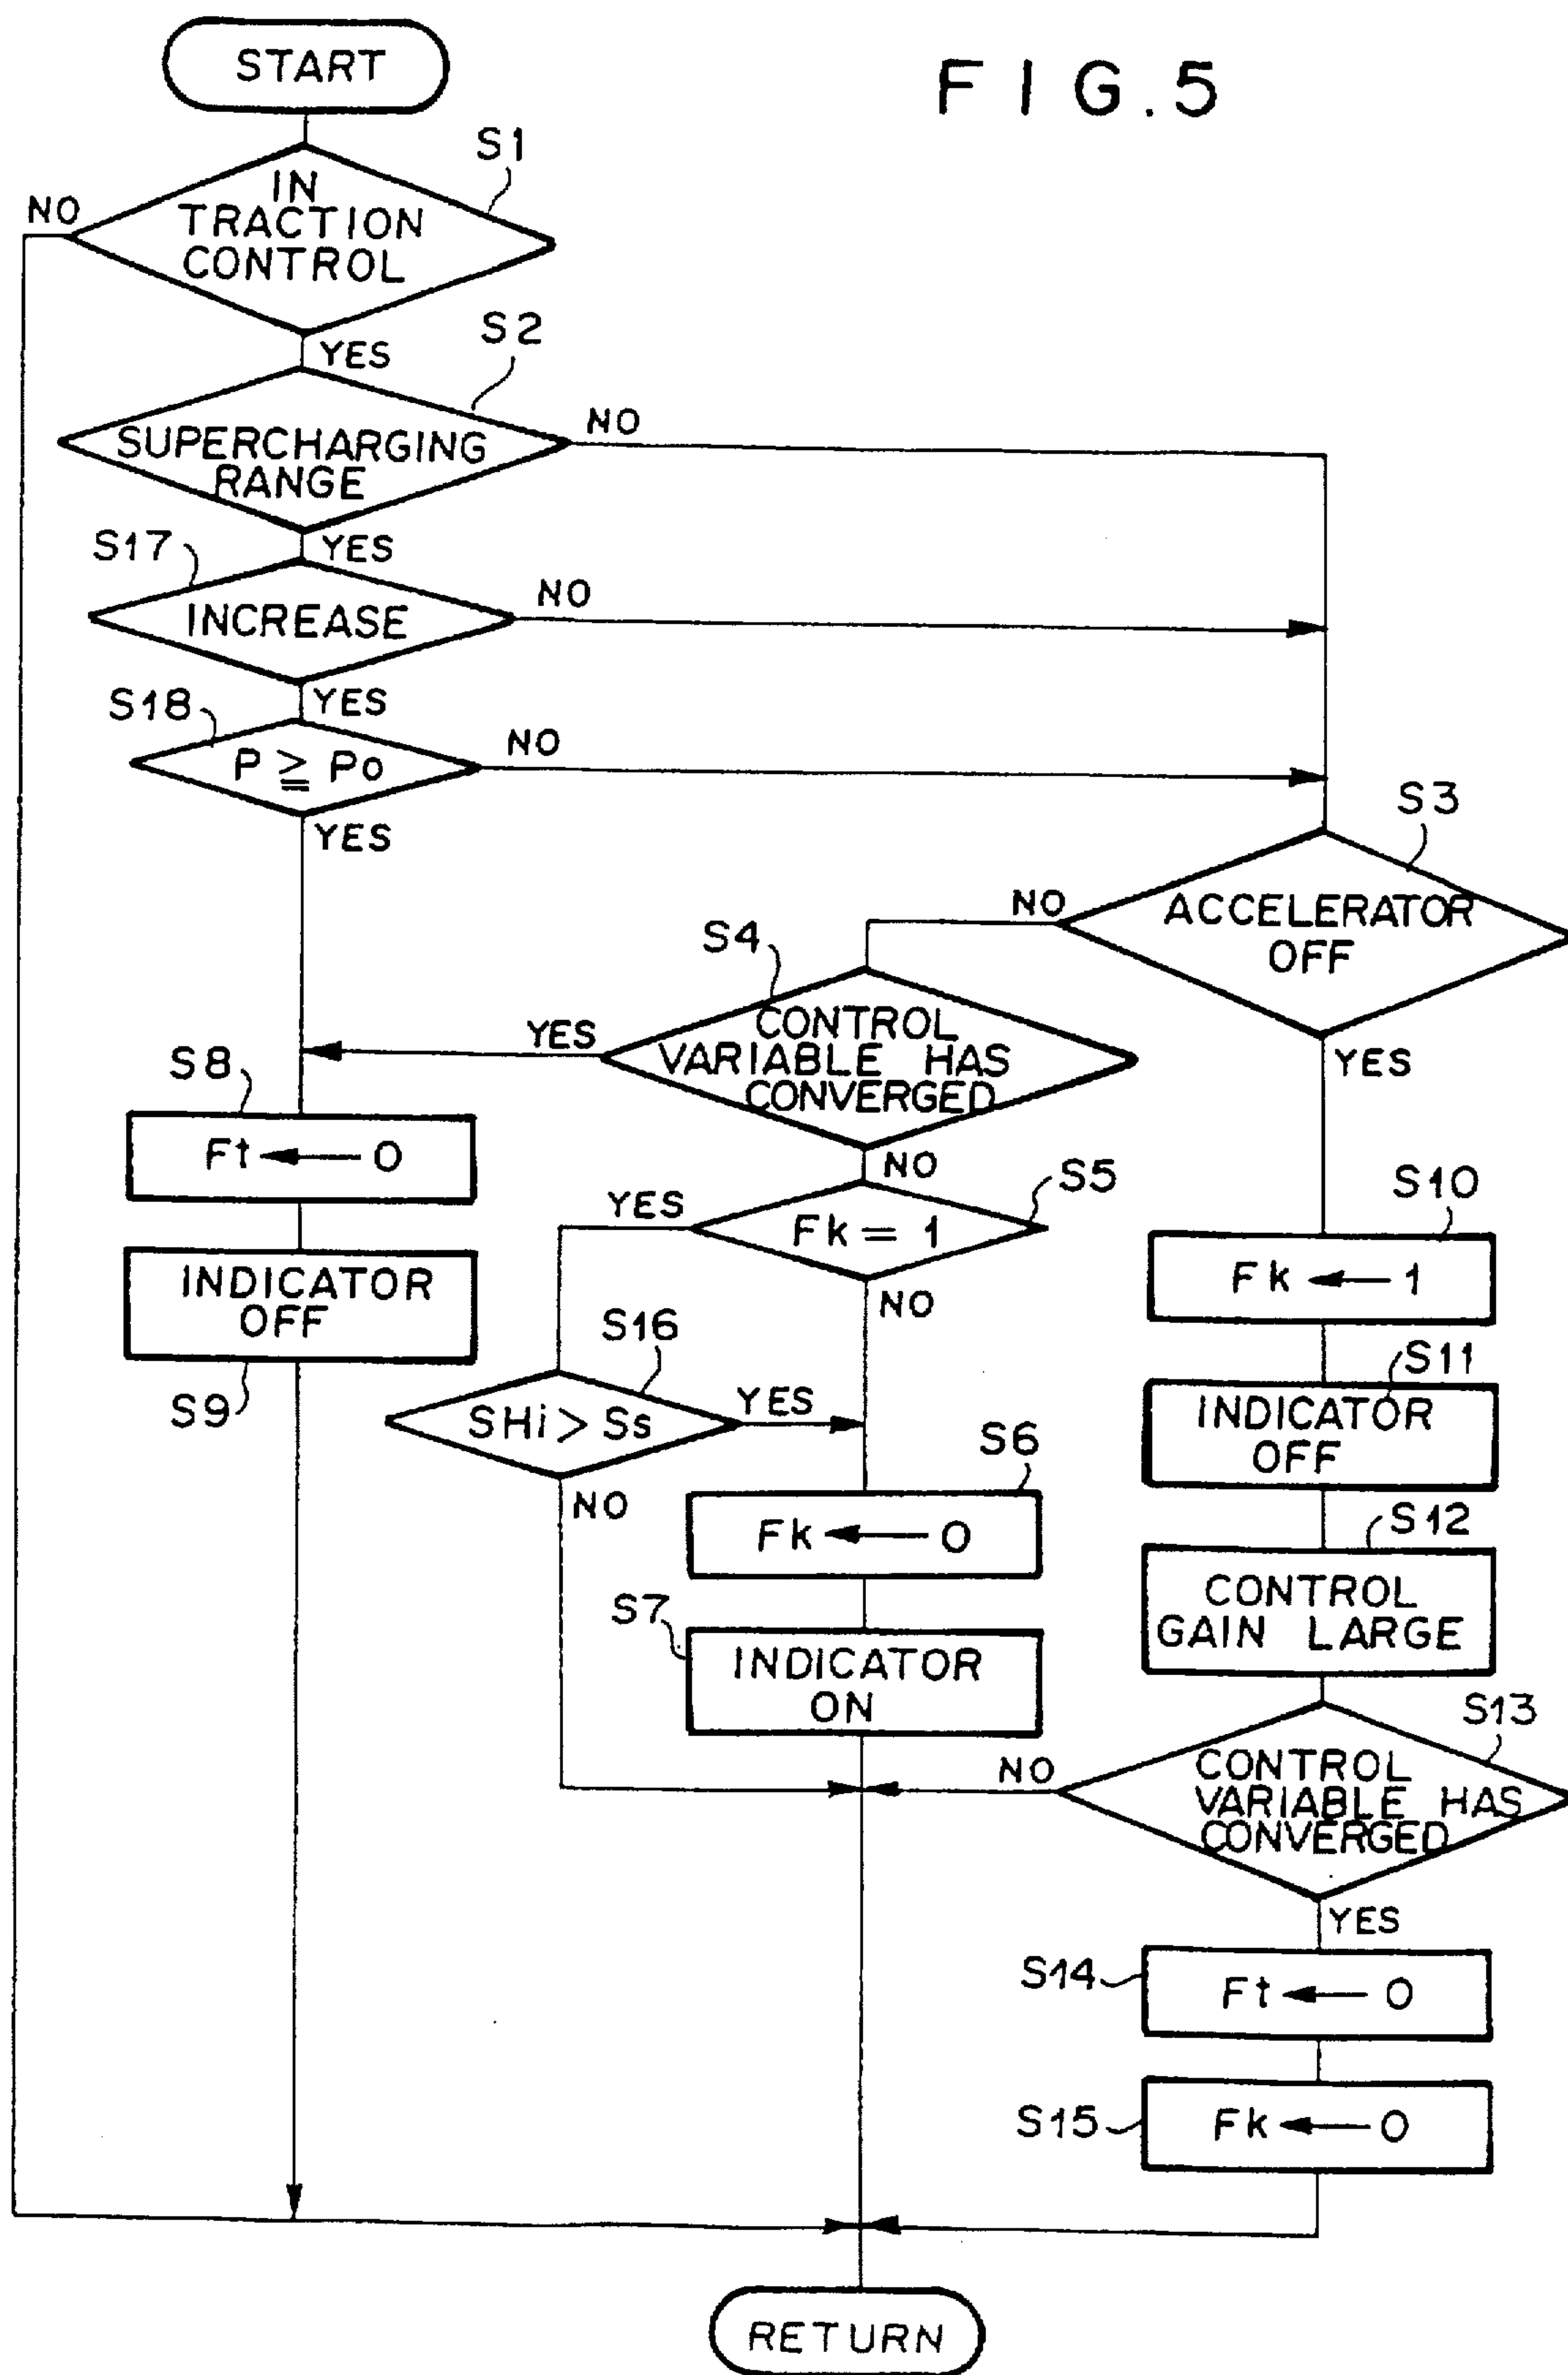 START
FIG.5
S1
IN
TRACTION
CONTROL
NO
YES
S2
SUPERCHARGING
RANGE
NO
YES
S17
INCREASE
NO
YES
S18
P ≧ Po
NO
YES
S3
ACCELERATOR
OFF
NO
YES
S4
CONTROL
VARIABLE HAS
CONVERGED
YES
NO
S8
Ft ← 0
INDICATOR
OFF
S9
S5
Fk = 1
YES
NO
S16
SHi > Ss
YES
NO
S6
Fk ← 0
S7
INDICATOR
ON
S10
Fk ← 1
S11
INDICATOR
OFF
S12
CONTROL
GAIN LARGE
S13
CONTROL
VARIABLE HAS
CONVERGED
NO
YES
S14
Ft ← 0
S15
Fk ← 0
RETURN